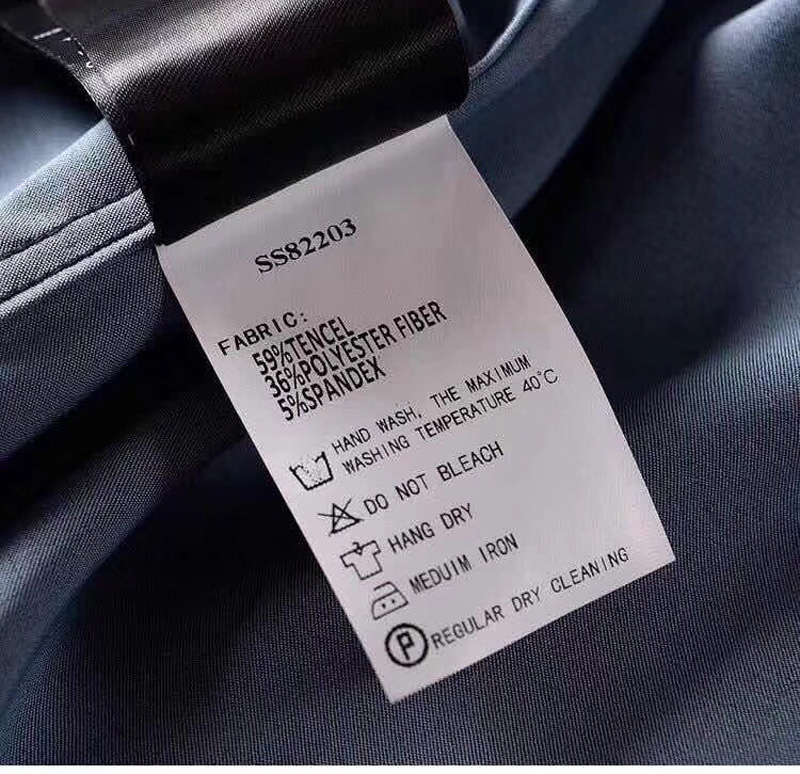 SS82203
FABRIC:
59%TENCEL
36%POLYESTER FIBER
5%SPANDEX
HAND WASH, THE MAXIMUM
WASHING TEMPERATURE 40°C
DO NOT BLEACH
HANG DRY
MEDUIM IRON
P REGULAR DRY CLEANING